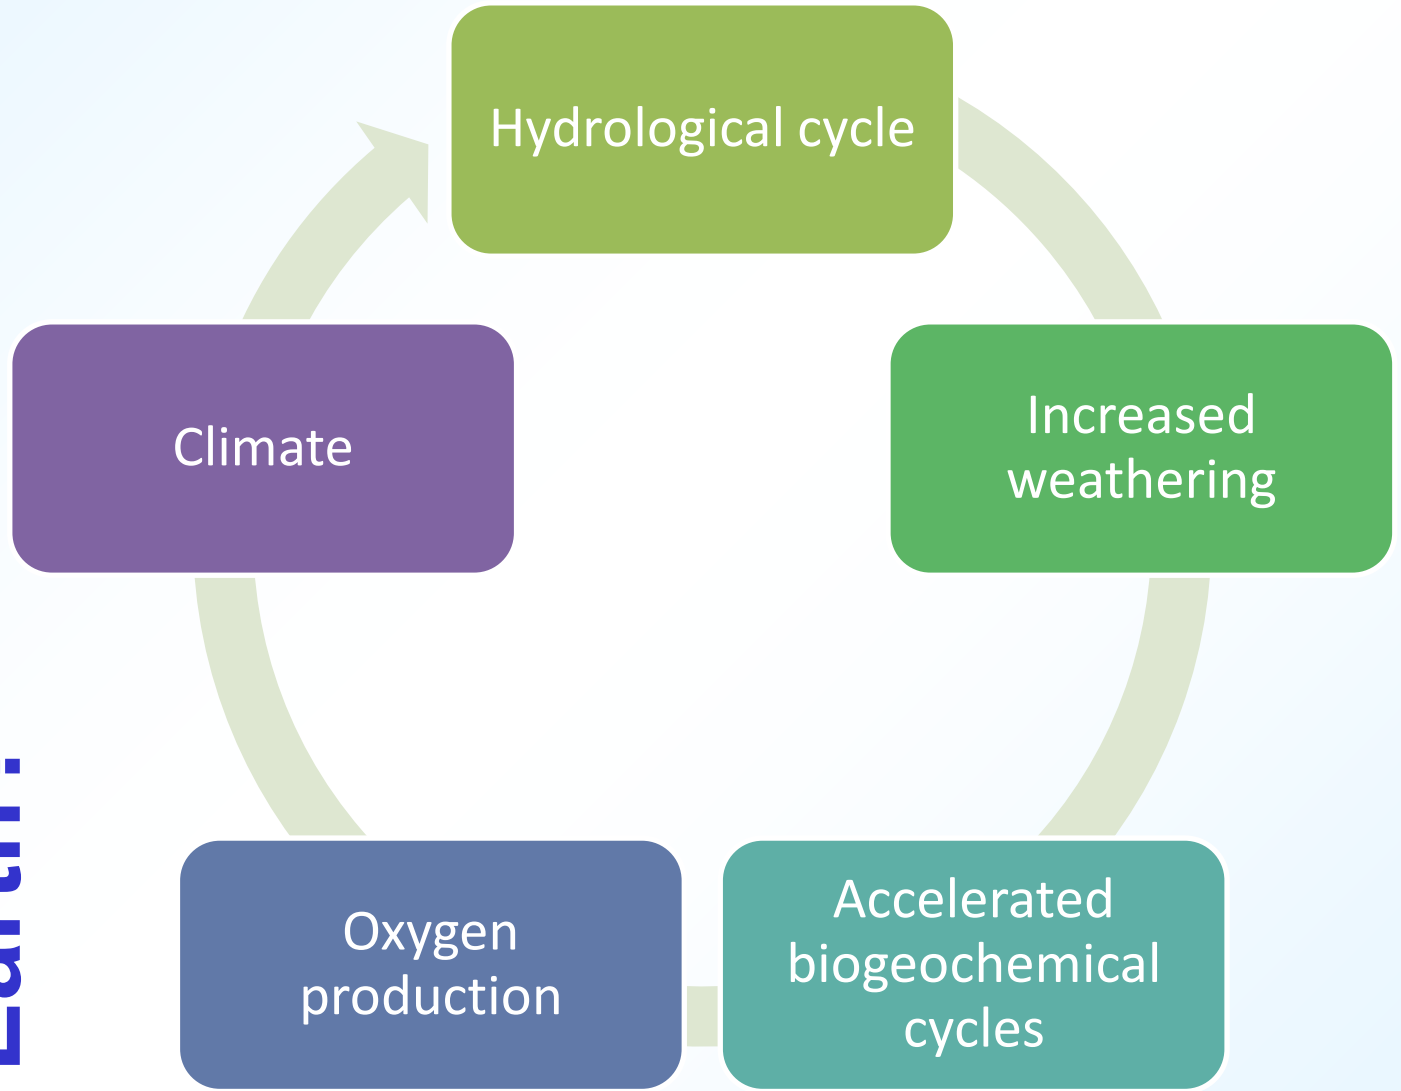 Hydrological cycle
Increased
weathering
Accelerated
biogeochemical
cycles
Oxygen
production
Climate